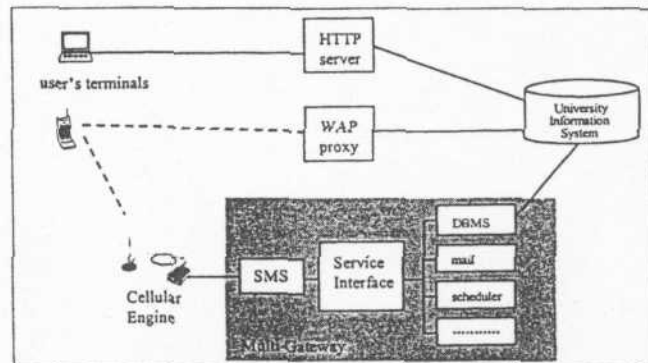 HTTP
server
user's terminals
University
Information
System
WAP
proxy
DBMS
SMS
Service
Interface
mail
scheduler
Cellular
Engine
Multi-Gateway
...........